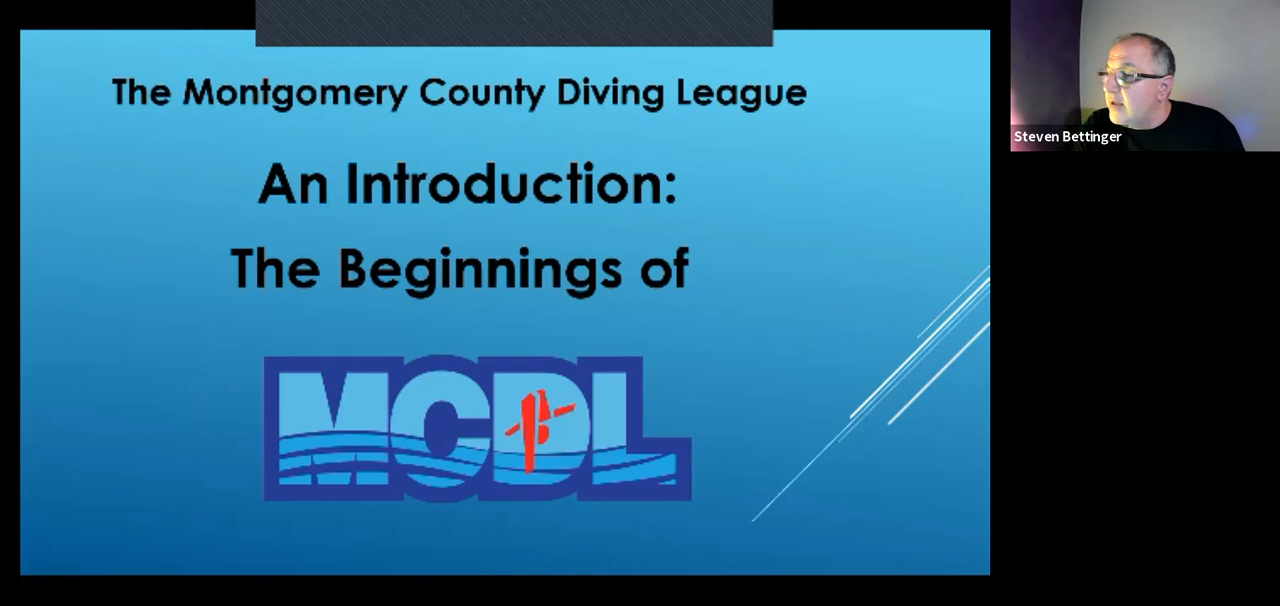 The Montgomery County Diving League
An Introduction:
The Beginnings of
MCDL
Steven Bettinger